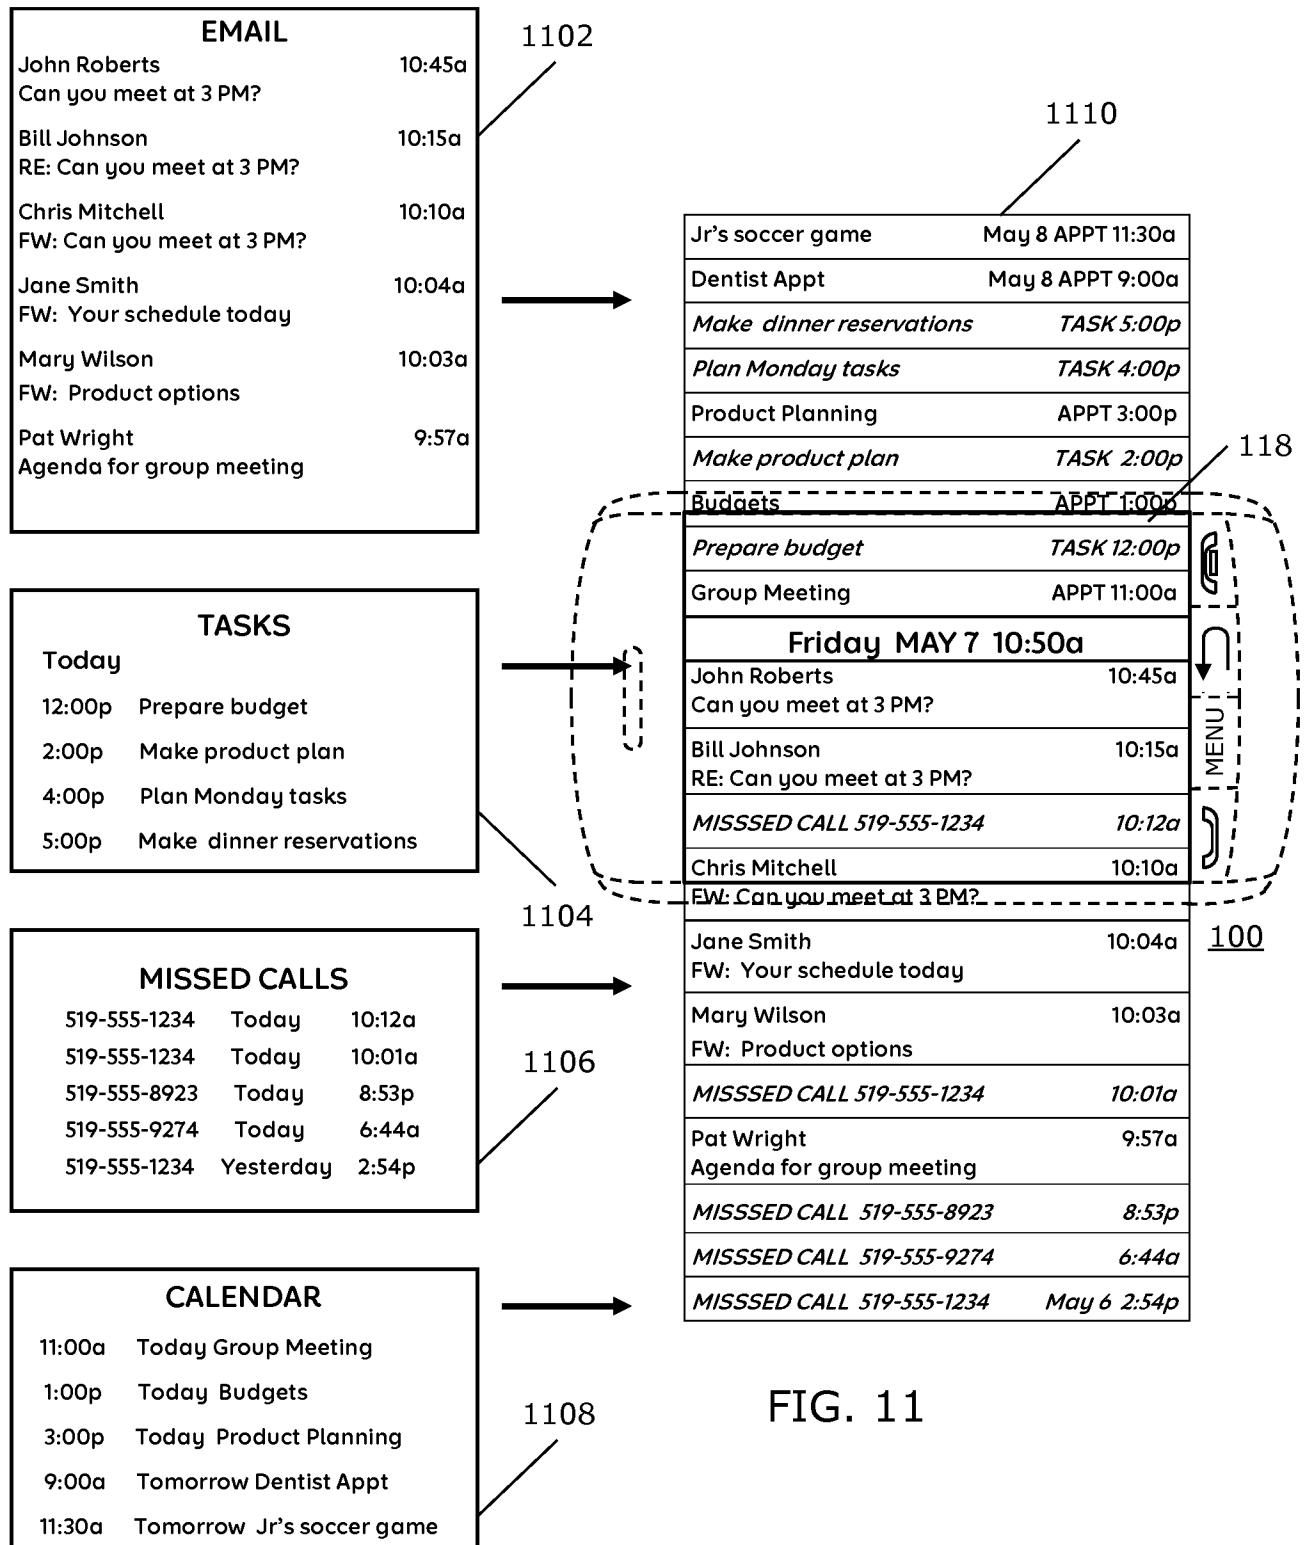 EMAIL
John Roberts 10:45a
Can you meet at 3 PM?
Bill Johnson 10:15a
RE: Can you meet at 3 PM?
Chris Mitchell 10:10a
FW: Can you meet at 3 PM?
Jane Smith 10:04a
FW: Your schedule today
Mary Wilson 10:03a
FW: Product options
Pat Wright 9:57a
Agenda for group meeting
1102
TASKS
Today
12:00p Prepare budget
2:00p Make product plan
4:00p Plan Monday tasks
5:00p Make dinner reservations
1104
MISSED CALLS
519-555-1234 Today 10:12a
519-555-1234 Today 10:01a
519-555-8923 Today 8:53p
519-555-9274 Today 6:44a
519-555-1234 Yesterday 2:54p
1106
CALENDAR
11:00a Today Group Meeting
1:00p Today Budgets
3:00p Today Product Planning
9:00a Tomorrow Dentist Appt
11:30a Tomorrow Jr's soccer game
1108
1110
Jr's soccer game May 8 APPT 11:30a
Dentist Appt May 8 APPT 9:00a
Make dinner reservations TASK 5:00p
Plan Monday tasks TASK 4:00p
Product Planning APPT 3:00p
Make product plan TASK 2:00p
118
Budgets APPT 1:00p
Prepare budget TASK 12:00p
Group Meeting APPT 11:00a
Friday MAY 7 10:50a
John Roberts 10:45a
Can you meet at 3 PM?
MENU
Bill Johnson 10:15a
RE: Can you meet at 3 PM?
MISSSED CALL 519-555-1234 10:12a
Chris Mitchell 10:10a
FW: Can you meet at 3 PM?
100
Jane Smith 10:04a
FW: Your schedule today
Mary Wilson 10:03a
FW: Product options
MISSSED CALL 519-555-1234 10:01a
Pat Wright 9:57a
Agenda for group meeting
MISSSED CALL 519-555-8923 8:53p
MISSSED CALL 519-555-9274 6:44a
MISSSED CALL 519-555-1234 May 6 2:54p
FIG. 11